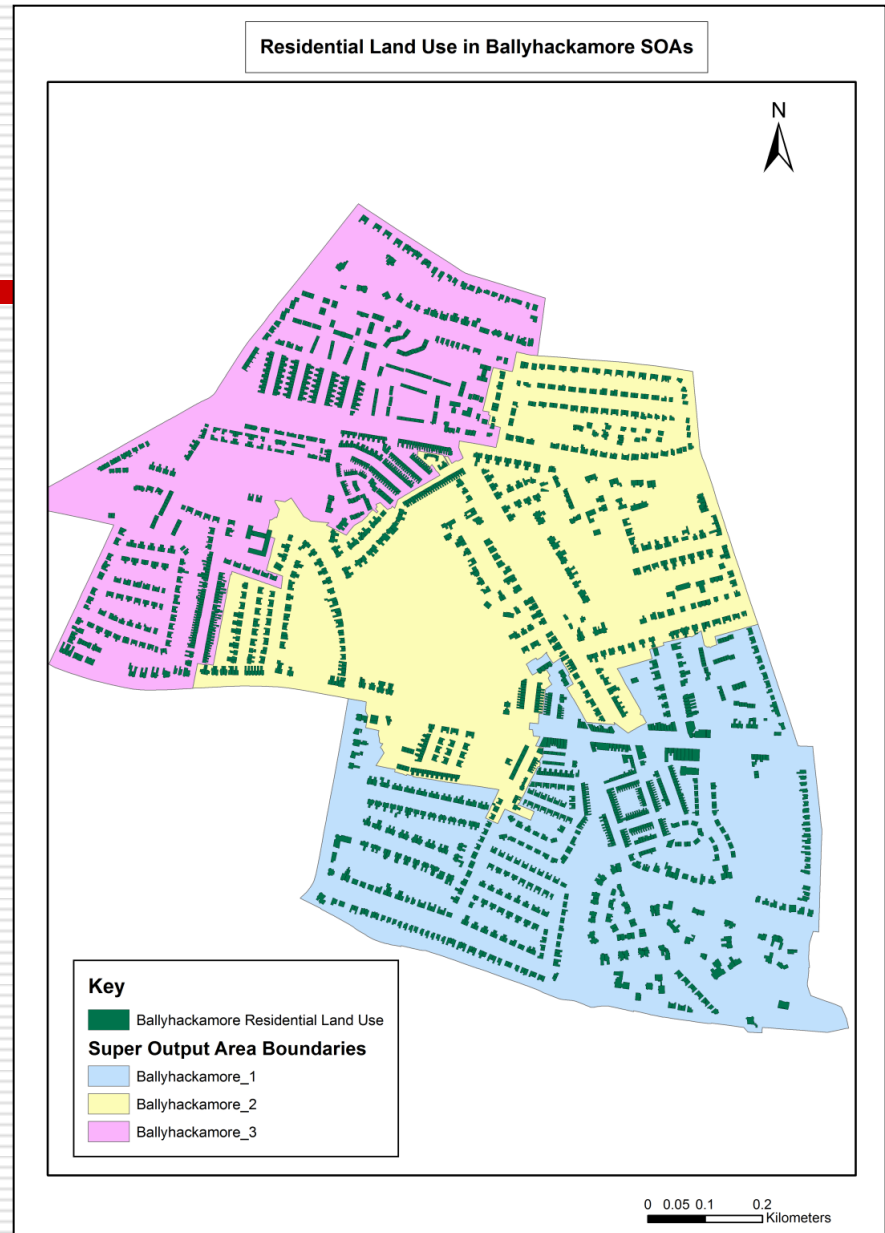 Residential Land Use in Ballyhackamore SOAs
N
Key
Ballyhackamore Residential Land Use
Super Output Area Boundaries
Ballyhackamore_1
Ballyhackamore_2
Ballyhackamore_3
0 0.05 0.1 0.2
Kilometers